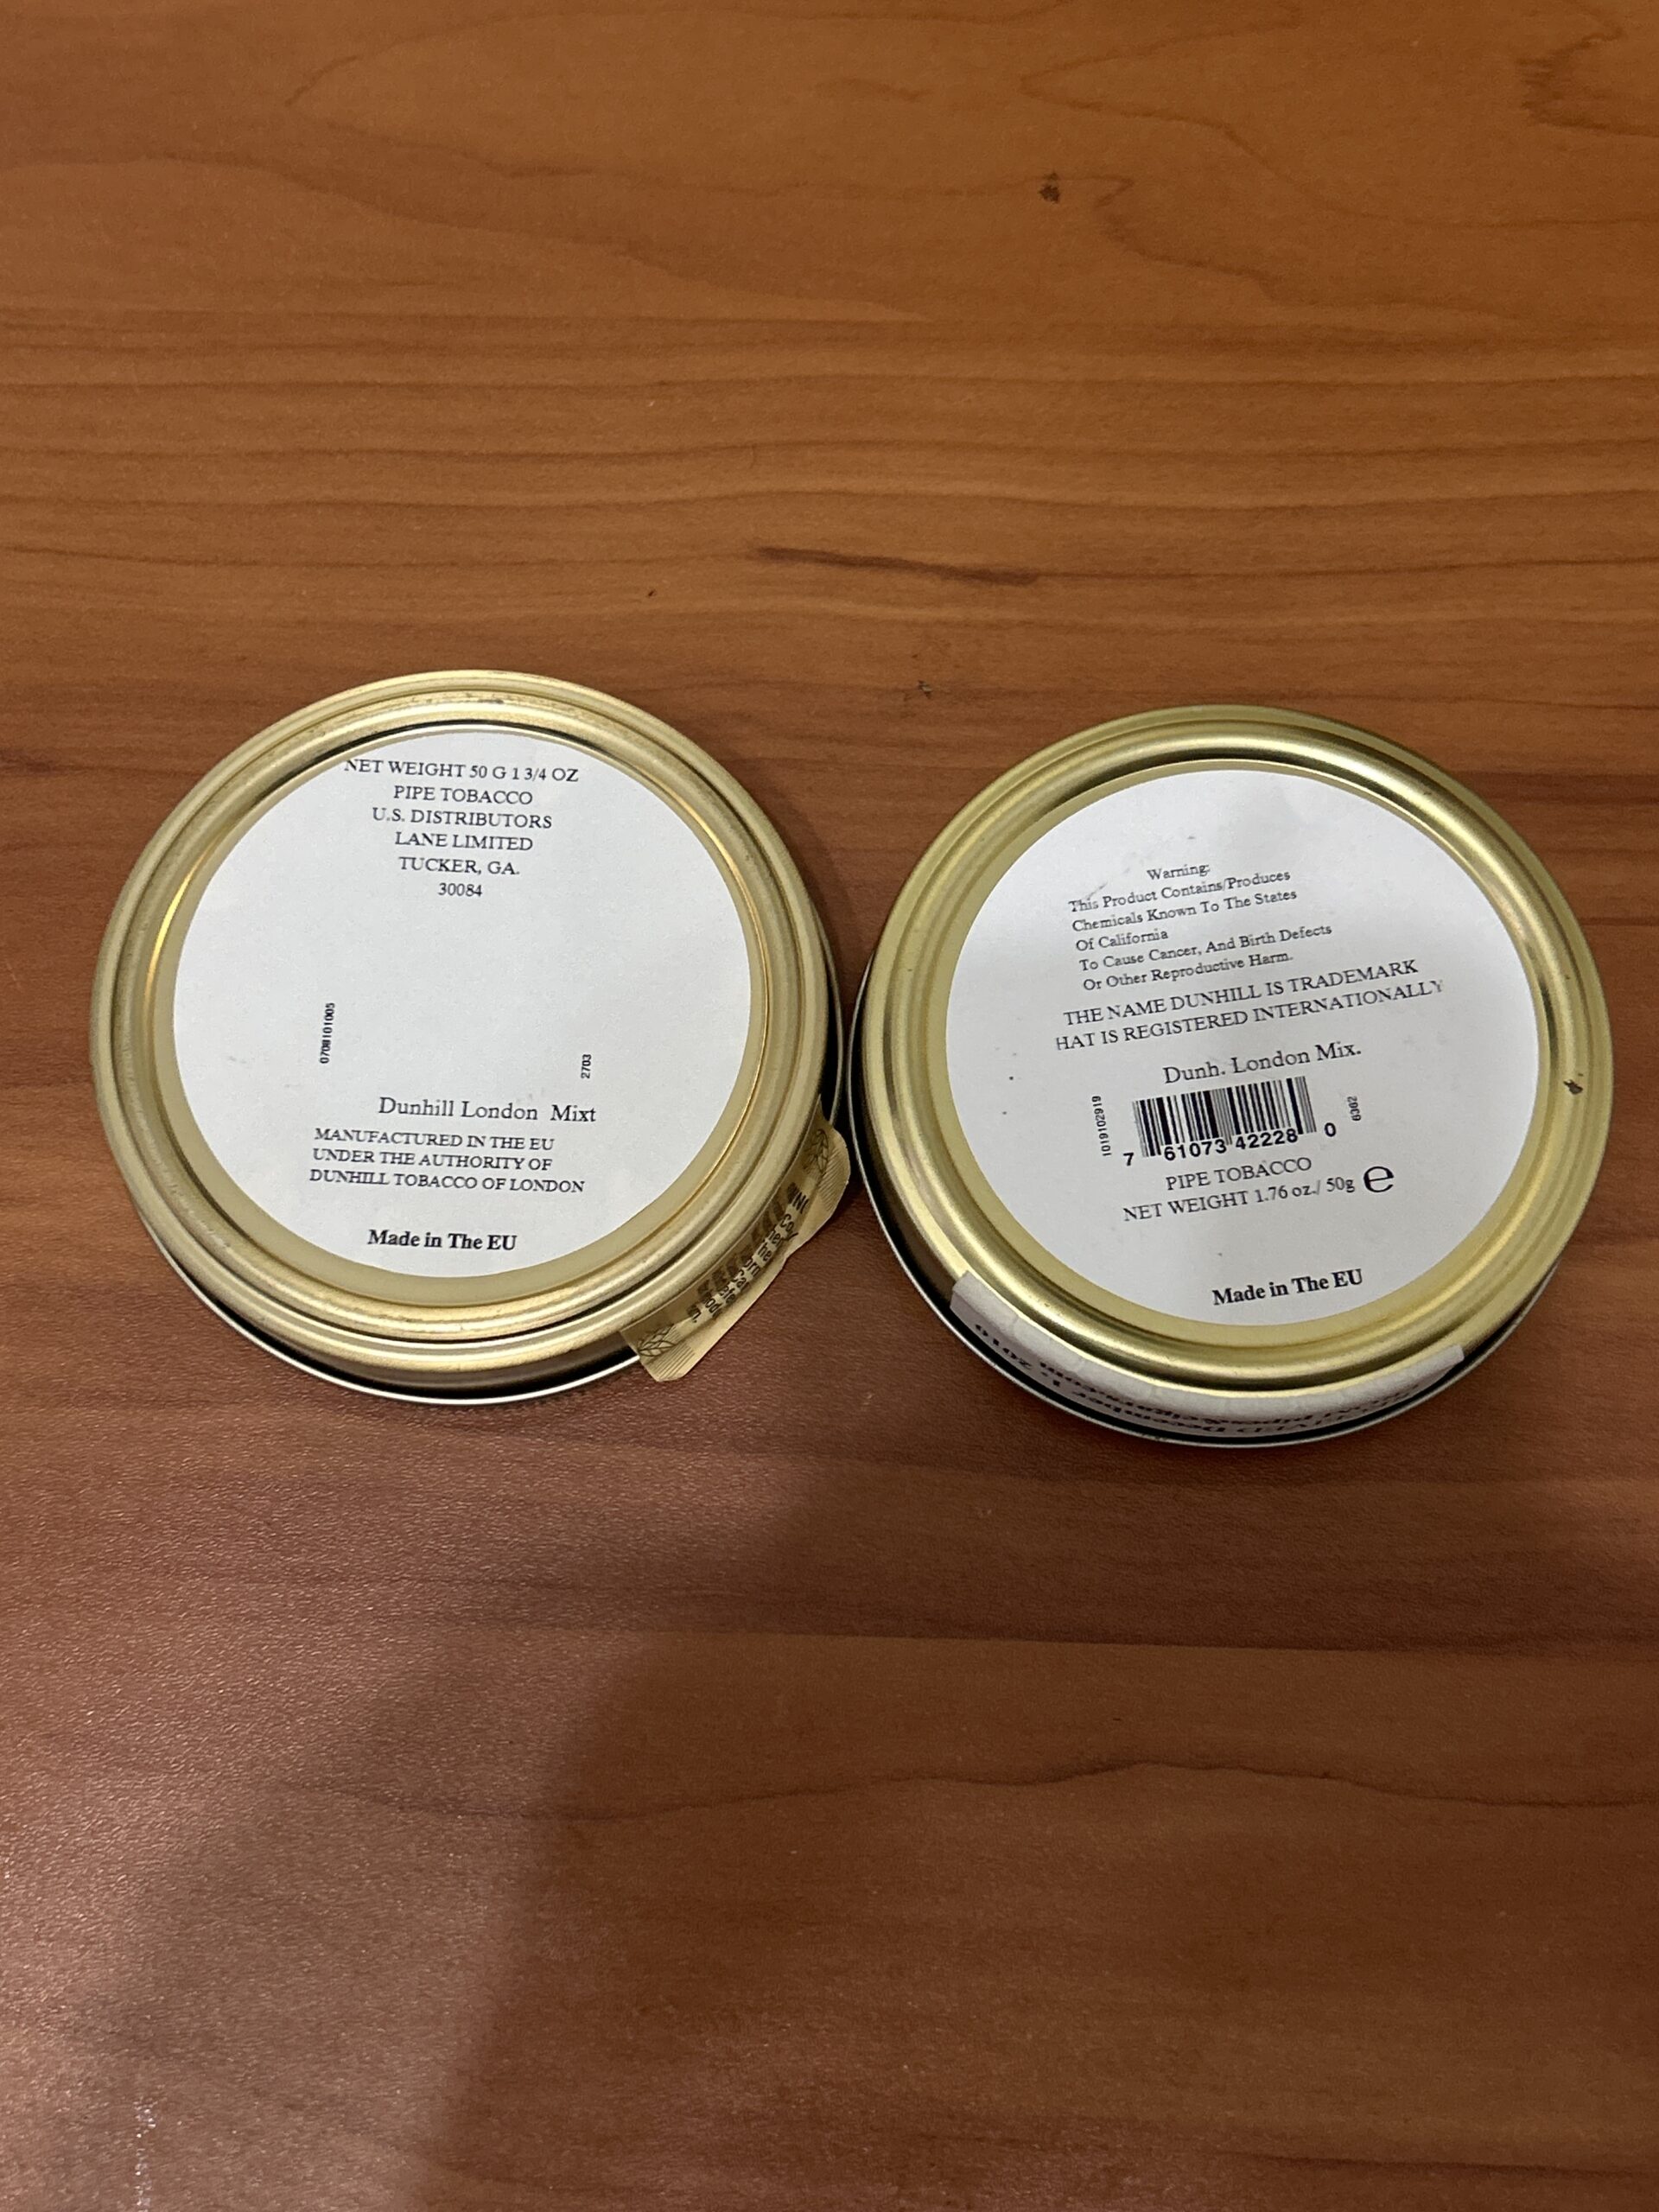 NET WEIGHT 50 G 1 3/4 OZ
PIPE TOBACCO
U.S. DISTRIBUTORS
LANE LIMITED
TUCKER, GA.
30084
0708101005
2703
Dunhill London Mixt
MANUFACTURED IN THE EU
UNDER THE AUTHORITY OF
DUNHILL TOBACCO OF LONDON
Made in The EU
Warning:
This Product Contains/Produces
Chemicals Known To The States
Of California
To Cause Cancer, And Birth Defects
Or Other Reproductive Harm.
THE NAME DUNHILL IS TRADEMARK
HAT IS REGISTERED INTERNATIONALLY
Dunh. London Mix.
1019102919
6362
7 61073 42228 0
PIPE TOBACCO
NET WEIGHT 1.76 oz./ 50g ℮
Made in The EU
December 1, 2010